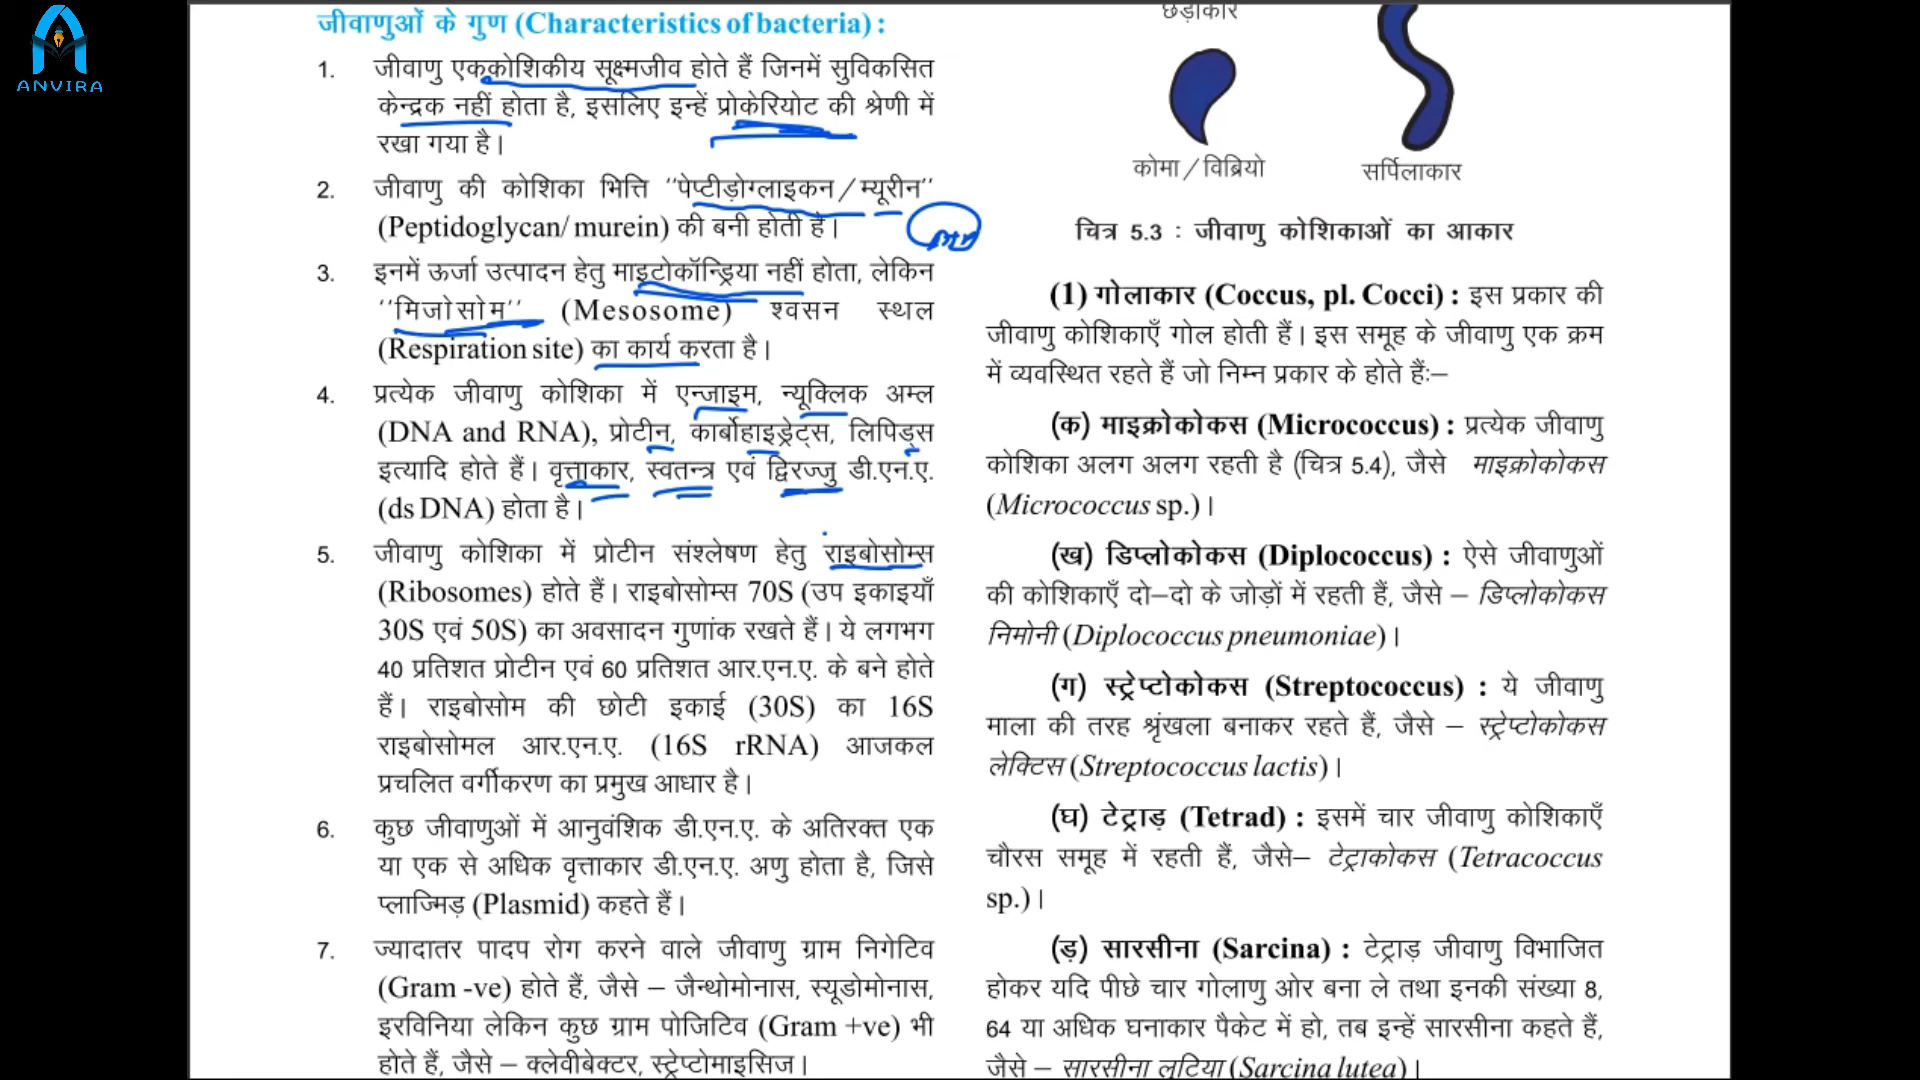 ANVIRA
जीवाणुओं के गुण (Characteristics of bacteria) :
1. जीवाणु एककोशिकीय सूक्ष्मजीव होते हैं जिनमें सुविकसित
केन्द्रक नहीं होता है, इसलिए इन्हें प्रोकेरियोट की श्रेणी में
रखा गया है।
2. जीवाणु की कोशिका भित्ति ''पेप्टीड़ोग्लाइकन/म्यूरीन''
(Peptidoglycan/ murein) की बनी होती है।
3. इनमें ऊर्जा उत्पादन हेतु माइटोकॉन्ड्रिया नहीं होता, लेकिन
''मिजोसोम'' (Mesosome) श्वसन स्थल
(Respiration site) का कार्य करता है।
4. प्रत्येक जीवाणु कोशिका में एन्जाइम, न्यूक्लिक अम्ल
(DNA and RNA), प्रोटीन, कार्बोहाइड्रेट्स, लिपिड्स
इत्यादि होते हैं। वृत्ताकार, स्वतन्त्र एवं द्विरज्जु डी.एन.ए.
(ds DNA) होता है।
5. जीवाणु कोशिका में प्रोटीन संश्लेषण हेतु राइबोसोम्स
(Ribosomes) होते हैं। राइबोसोम्स 70S (उप इकाइयाँ
30S एवं 50S) का अवसादन गुणांक रखते हैं। ये लगभग
40 प्रतिशत प्रोटीन एवं 60 प्रतिशत आर.एन.ए. के बने होते
हैं। राइबोसोम की छोटी इकाई (30S) का 16S
राइबोसोमल आर.एन.ए. (16S rRNA) आजकल
प्रचलित वर्गीकरण का प्रमुख आधार है।
6. कुछ जीवाणुओं में आनुवंशिक डी.एन.ए. के अतिरक्त एक
या एक से अधिक वृत्ताकार डी.एन.ए. अणु होता है, जिसे
प्लाज्मिड़ (Plasmid) कहते हैं।
7. ज्यादातर पादप रोग करने वाले जीवाणु ग्राम निगेटिव
(Gram -ve) होते हैं, जैसे – जैन्थोमोनास, स्यूडोमोनास,
इरविनिया लेकिन कुछ ग्राम पोजिटिव (Gram +ve) भी
होते हैं, जैसे – क्लेवीबेक्टर, स्ट्रेप्टोमाइसिज।
छड़ाकार
कोमा/विब्रियो
सर्पिलाकार
चित्र 5.3 : जीवाणु कोशिकाओं का आकार
(1) गोलाकार (Coccus, pl. Cocci) : इस प्रकार की
जीवाणु कोशिकाएँ गोल होती हैं। इस समूह के जीवाणु एक क्रम
में व्यवस्थित रहते हैं जो निम्न प्रकार के होते हैंः–
(क) माइक्रोकोकस (Micrococcus) : प्रत्येक जीवाणु
कोशिका अलग अलग रहती है (चित्र 5.4), जैसे माइक्रोकोकस
(Micrococcus sp.)।
(ख) डिप्लोकोकस (Diplococcus) : ऐसे जीवाणुओं
की कोशिकाएँ दो–दो के जोड़ों में रहती हैं, जैसे – डिप्लोकोकस
निमोनी (Diplococcus pneumoniae)।
(ग) स्ट्रेप्टोकोकस (Streptococcus) : ये जीवाणु
माला की तरह श्रृंखला बनाकर रहते हैं, जैसे – स्ट्रेप्टोकोकस
लेक्टिस (Streptococcus lactis)।
(घ) टेट्राड़ (Tetrad) : इसमें चार जीवाणु कोशिकाएँ
चौरस समूह में रहती हैं, जैसे– टेट्राकोकस (Tetracoccus
sp.)।
(ड़) सारसीना (Sarcina) : टेट्राड़ जीवाणु विभाजित
होकर यदि पीछे चार गोलाणु ओर बना ले तथा इनकी संख्या 8,
64 या अधिक घनाकार पैकेट में हो, तब इन्हें सारसीना कहते हैं,
जैसे – सारसीना लूटिया (Sarcina lutea)।